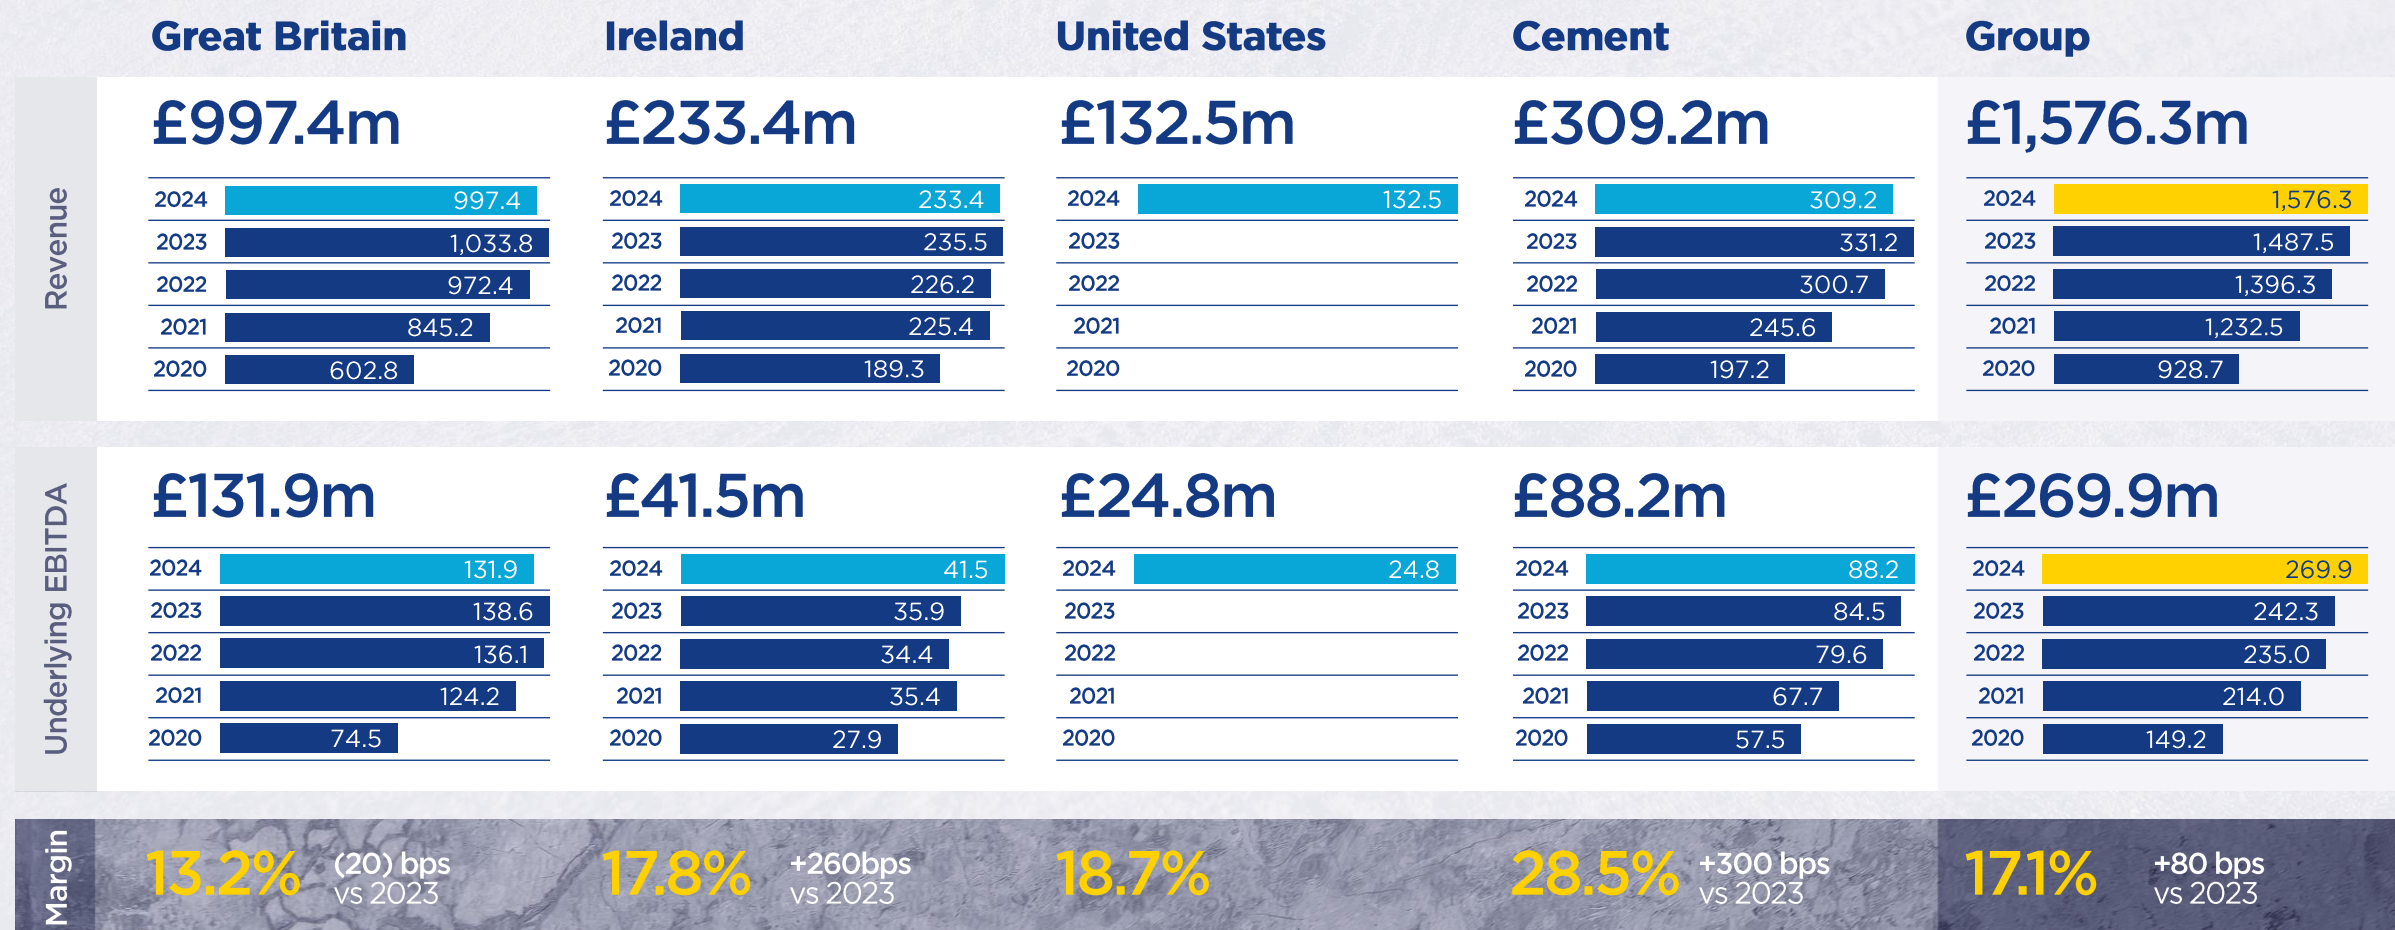 Great Britain
Ireland
United States
Cement
Group
Revenue
£997.4m
2024 997.4
2023 1,033.8
2022 972.4
2021 845.2
2020 602.8
£233.4m
2024 233.4
2023 235.5
2022 226.2
2021 225.4
2020 189.3
£132.5m
2024 132.5
2023
2022
2021
2020
£309.2m
2024 309.2
2023 331.2
2022 300.7
2021 245.6
2020 197.2
£1,576.3m
2024 1,576.3
2023 1,487.5
2022 1,396.3
2021 1,232.5
2020 928.7
Underlying EBITDA
£131.9m
2024 131.9
2023 138.6
2022 136.1
2021 124.2
2020 74.5
£41.5m
2024 41.5
2023 35.9
2022 34.4
2021 35.4
2020 27.9
£24.8m
2024 24.8
2023
2022
2021
2020
£88.2m
2024 88.2
2023 84.5
2022 79.6
2021 67.7
2020 57.5
£269.9m
2024 269.9
2023 242.3
2022 235.0
2021 214.0
2020 149.2
Margin
13.2%
(20) bps
vs 2023
17.8%
+260bps
vs 2023
18.7%
28.5%
+300 bps
vs 2023
17.1%
+80 bps
vs 2023